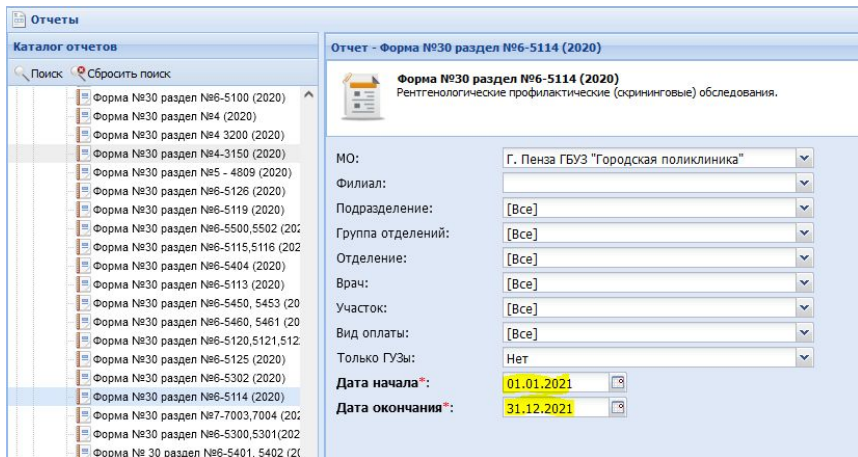 Отчеты
Каталог отчетов
Поиск Сбросить поиск
Форма №30 раздел №6-5100 (2020)
Форма №30 раздел №4 (2020)
Форма №30 раздел №4 3200 (2020)
Форма №30 раздел №4-3150 (2020)
Форма №30 раздел №5 - 4809 (2020)
Форма №30 раздел №6-5126 (2020)
Форма №30 раздел №6-5119 (2020)
Форма №30 раздел №6-5500,5502 (202
Форма №30 раздел №6-5115,5116 (202
Форма №30 раздел №6-5404 (2020)
Форма №30 раздел №6-5113 (2020)
Форма №30 раздел №6-5450, 5453 (20
Форма №30 раздел №6-5460, 5461 (20
Форма №30 раздел №6-5120,5121,512
Форма №30 раздел №6-5125 (2020)
Форма №30 раздел №6-5302 (2020)
Форма №30 раздел №6-5114 (2020)
Форма №30 раздел №7-7003,7004 (202
Форма №30 раздел №6-5300,5301(202
Форма № 30 раздел №6-5401, 5402 (20
Отчет - Форма №30 раздел №6-5114 (2020)
Форма №30 раздел №6-5114 (2020)
Рентгенологические профилактические (скрининговые) обследования.
МО: Г. Пенза ГБУЗ "Городская поликлиника"
Филиал:
Подразделение: [Все]
Группа отделений: [Все]
Отделение: [Все]
Врач: [Все]
Участок: [Все]
Вид оплаты: [Все]
Только ГУЗы: Нет
Дата начала*: 01.01.2021
Дата окончания*: 31.12.2021